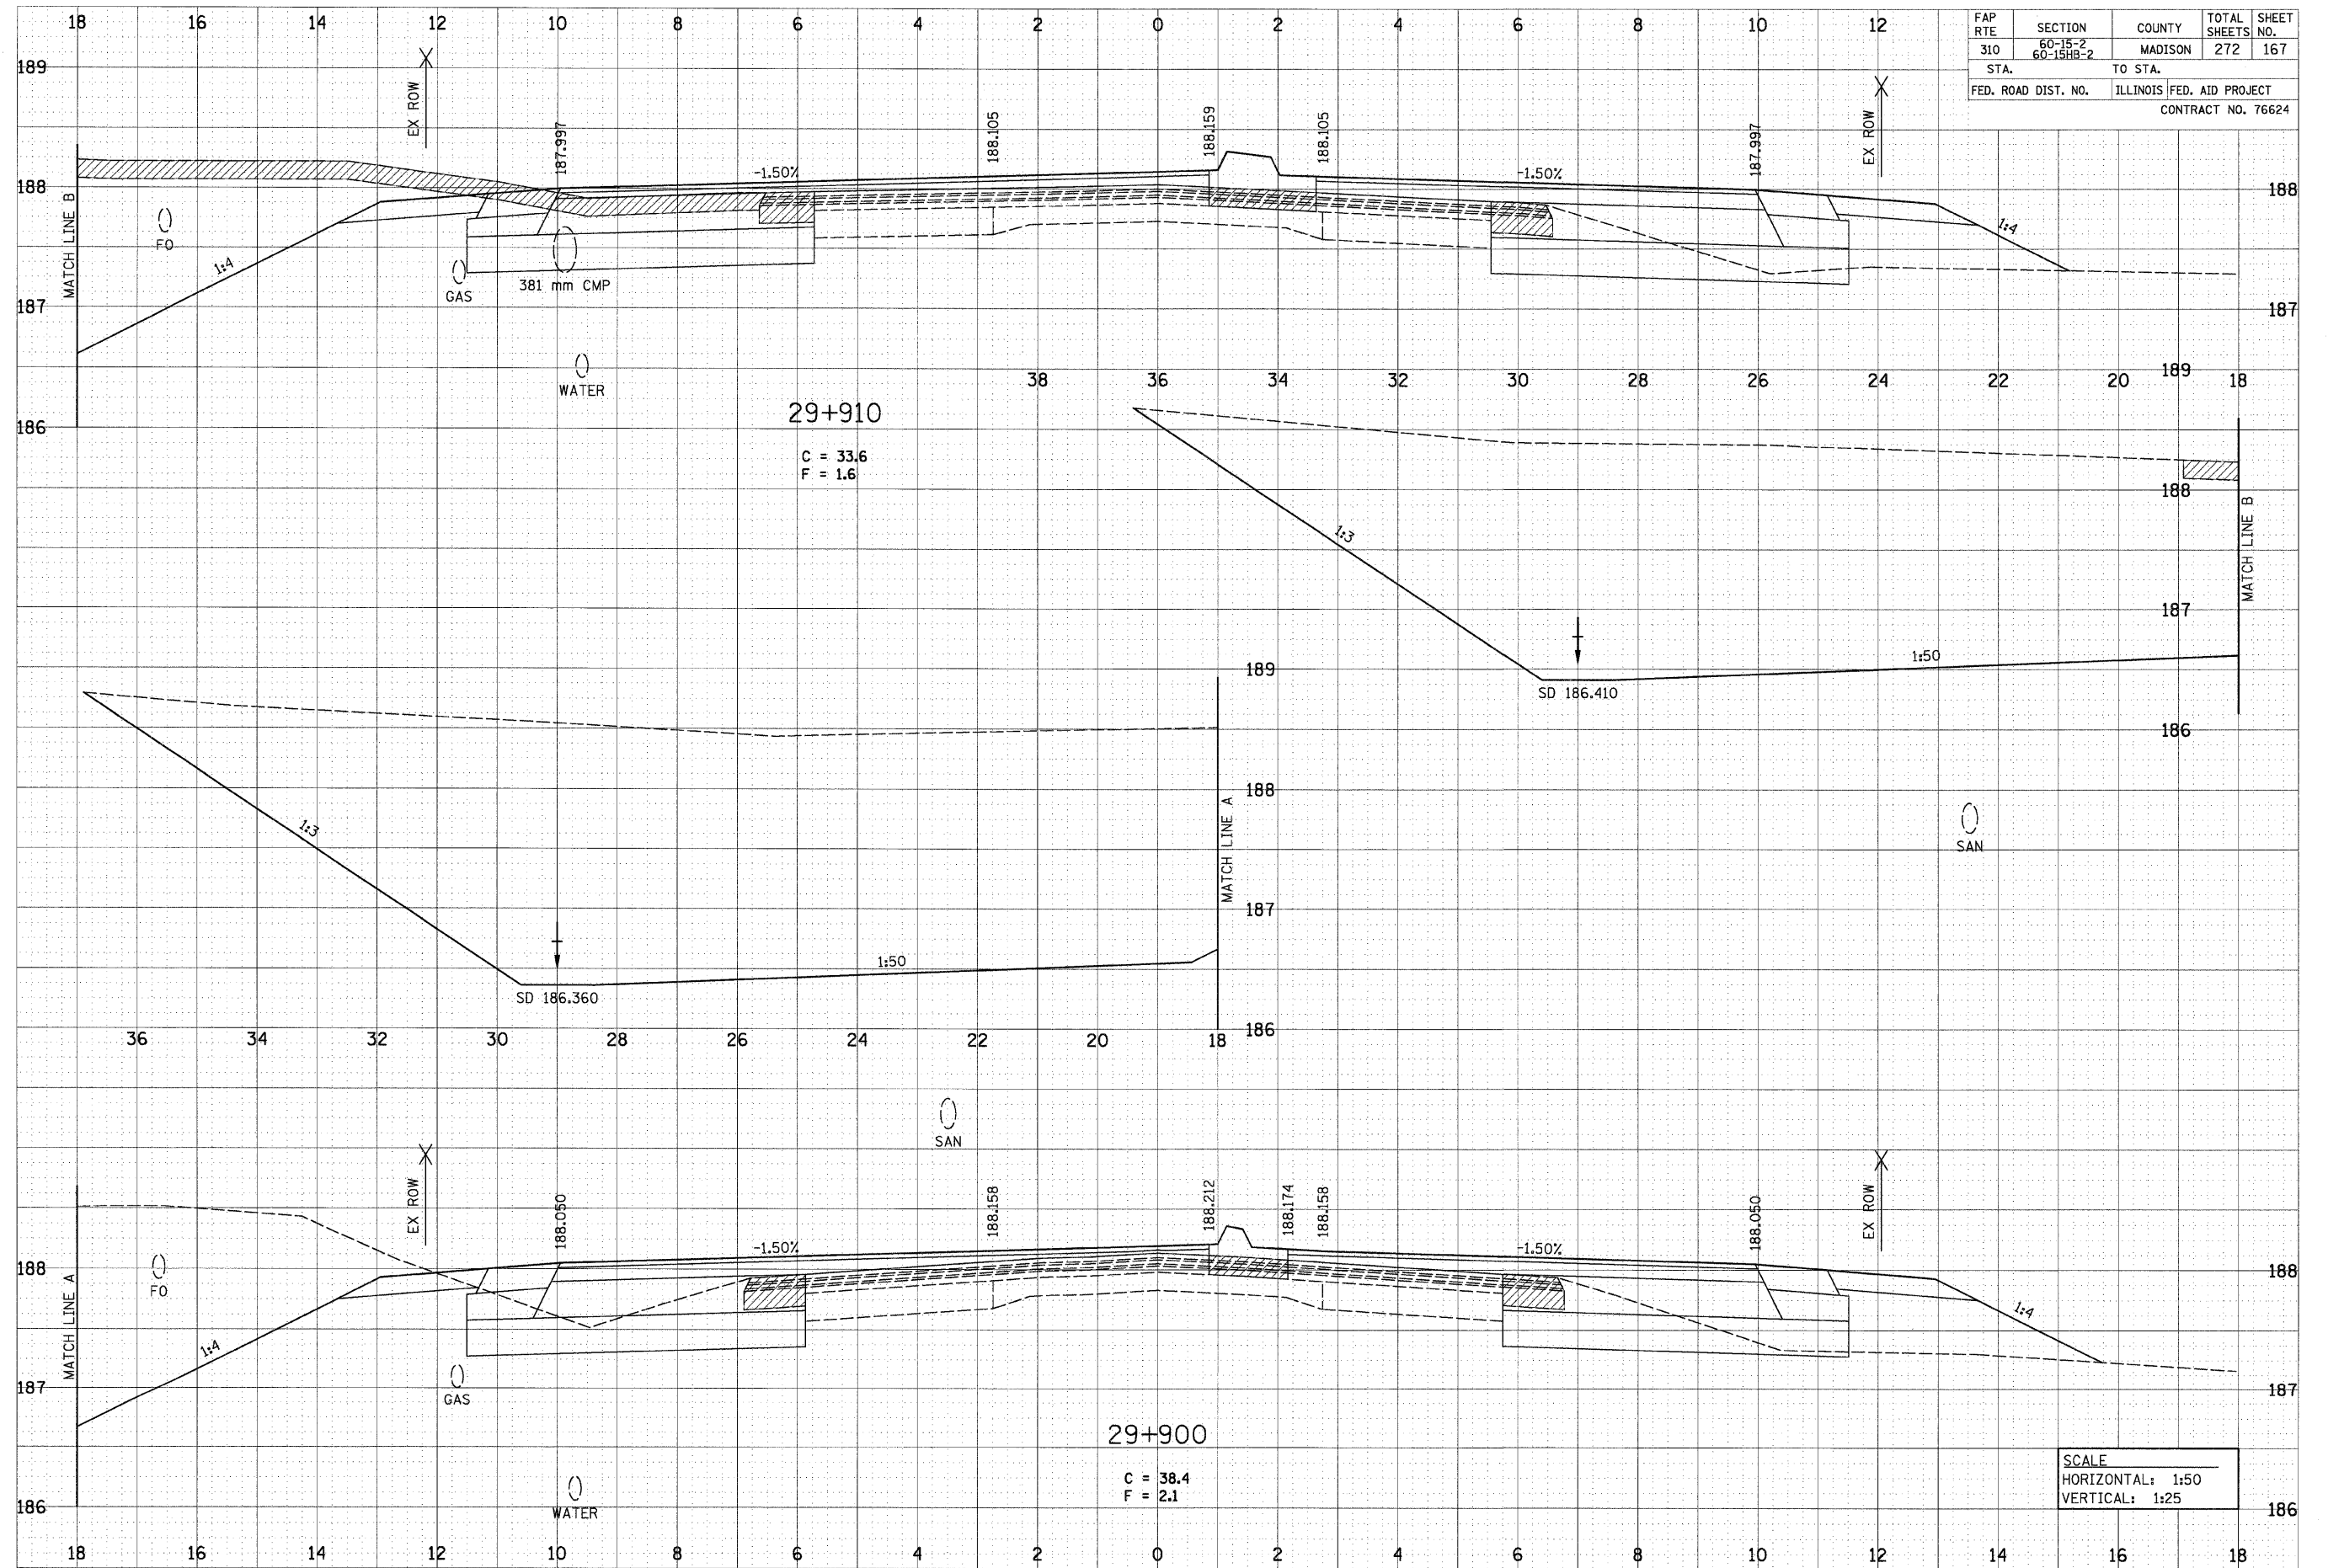 18 16 14 12 10 8 6 4 2 0 2 4 6 8 10 12
FAP RTE SECTION COUNTY TOTAL SHEETS SHEET NO.
310 60-15-2 60-15HB-2 MADISON 272 167
STA. TO STA.
FED. ROAD DIST. NO. ILLINOIS FED. AID PROJECT
CONTRACT NO. 76624
189
EX ROW
187.997
188.105
188.159
188.105
187.997
EX ROW
-1.50%
-1.50%
188
188
MATCH LINE B
FO
1:4
GAS
381 mm CMP
1:4
187
187
WATER
38 36 34 32 30 28 26 24 22 20 18
189
29+910
186
C = 33.6
F = 1.6
188
1:3
MATCH LINE B
187
1:50
189
SD 186.410
186
188
MATCH LINE A
1:3
SAN
187
1:50
SD 186.360
186
36 34 32 30 28 26 24 22 20 18
SAN
EX ROW
188.050
188.158
188.212
188.174
188.158
188.050
EX ROW
-1.50%
-1.50%
188
188
MATCH LINE A
FO
1:4
1:4
GAS
187
187
29+900
C = 38.4
F = 2.1
SCALE
HORIZONTAL: 1:50
VERTICAL: 1:25
WATER
186
186
18 16 14 12 10 8 6 4 2 0 2 4 6 8 10 12 14 16 18